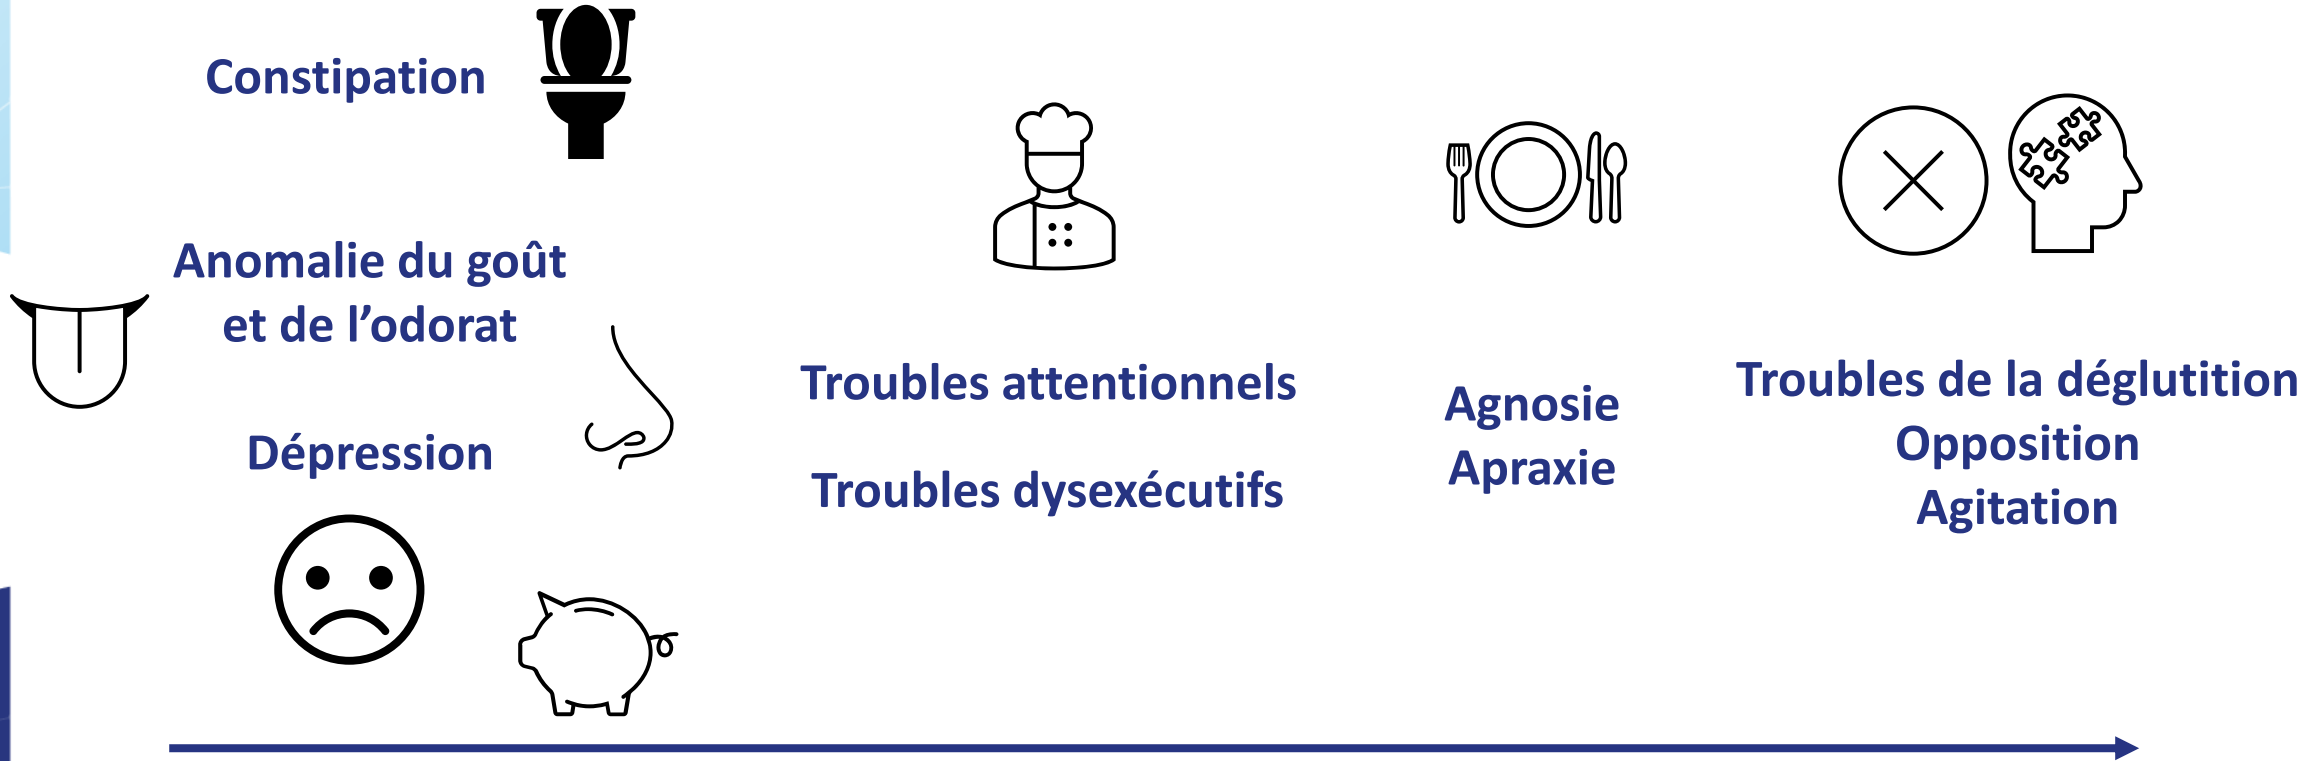 Constipation
Anomalie du goût
et de l’odorat
Dépression
Troubles attentionnels
Troubles dysexécutifs
Agnosie
Apraxie
Troubles de la déglutition
Opposition
Agitation